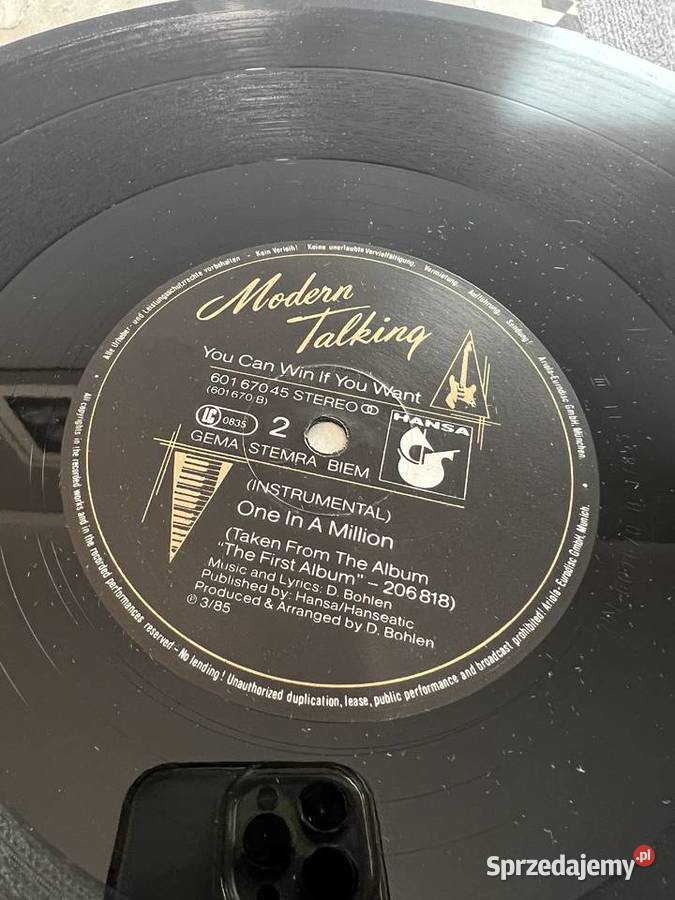 Alle Urheber- und Leistungsschutzrechte vorbehalten - Kein Verleih! Keine unerlaubte Vervielfältigung, Vermietung, Aufführung, Sendung! Ariola-Eurodisc GmbH, München.
Modern
Talking
You Can Win If You Want
601 670 45 STEREO
(601 670 B)
LC 0835
2
HANSA
GEMA STEMRA BIEM
(INSTRUMENTAL)
One In A Million
(Taken From The Album
"The First Album" – 206 818)
Music and Lyrics: D. Bohlen
Published by: Hansa/Hanseatic
Produced & Arranged by D. Bohlen
℗ 3/85
All copyrights in the recorded works and in the recorded performances reserved – No lending! Unauthorized duplication, lease, public performance and broadcast prohibited! Ariola-Eurodisc GmbH, Munich.
Sprzedajemy.pl